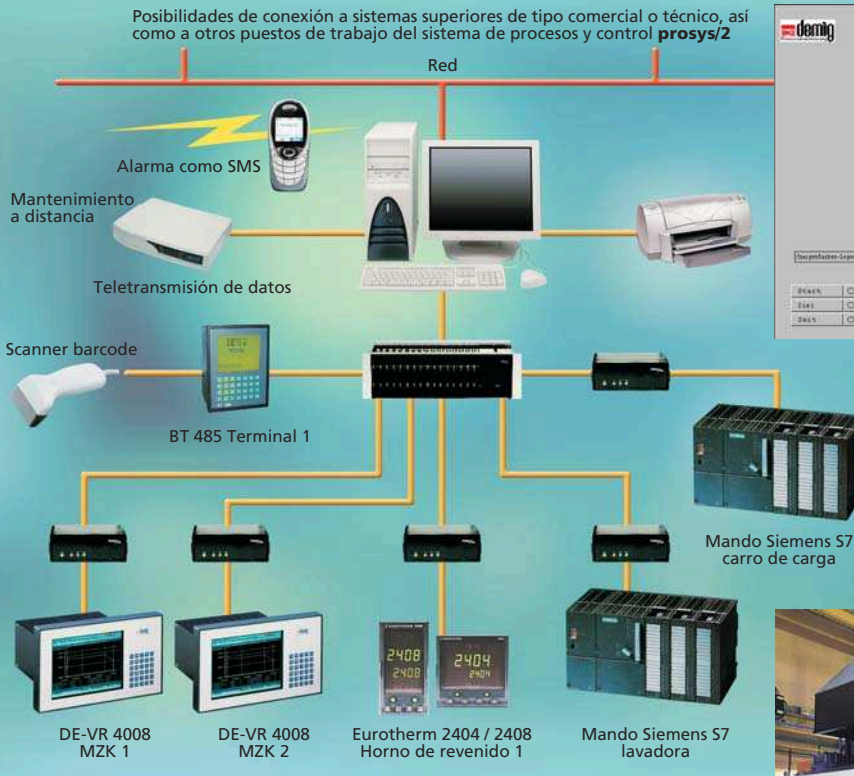 Posibilidades de conexión a sistemas superiores de tipo comercial o técnico, así
como a otros puestos de trabajo del sistema de procesos y control prosys/2
demig
Red
Alarma como SMS
Mantenimiento
a distancia
Teletransmisión de datos
Start
Ziel
Zeit
Scanner barcode
BT 485 Terminal 1
SIEMENS
Mando Siemens S7
carro de carga
2408
2408
2404
2404
DE-VR 4008
MZK 1
DE-VR 4008
MZK 2
Eurotherm 2404 / 2408
Horno de revenido 1
Mando Siemens S7
lavadora